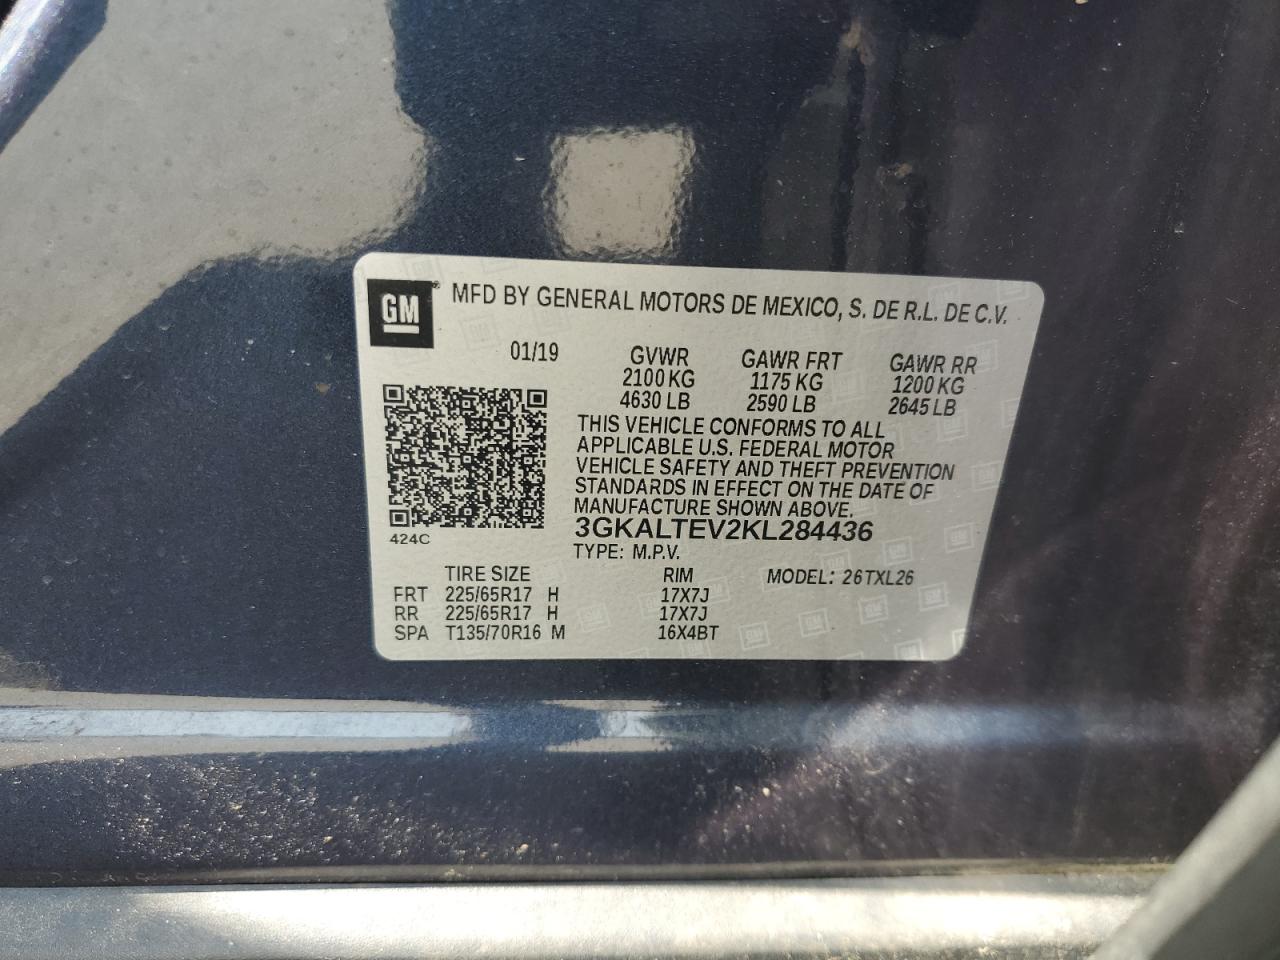 GM® MFD BY GENERAL MOTORS DE MEXICO, S. DE R.L. DE C.V.
01/19 GVWR GAWR FRT GAWR RR
2100 KG 1175 KG 1200 KG
4630 LB 2590 LB 2645 LB
THIS VEHICLE CONFORMS TO ALL
APPLICABLE U.S. FEDERAL MOTOR
VEHICLE SAFETY AND THEFT PREVENTION
STANDARDS IN EFFECT ON THE DATE OF
MANUFACTURE SHOWN ABOVE.
3GKALTEV2KL284436
424C
TYPE: M.P.V.
TIRE SIZE RIM MODEL: 26TXL26
FRT 225/65R17 H 17X7J
RR 225/65R17 H 17X7J
SPA T135/70R16 M 16X4BT